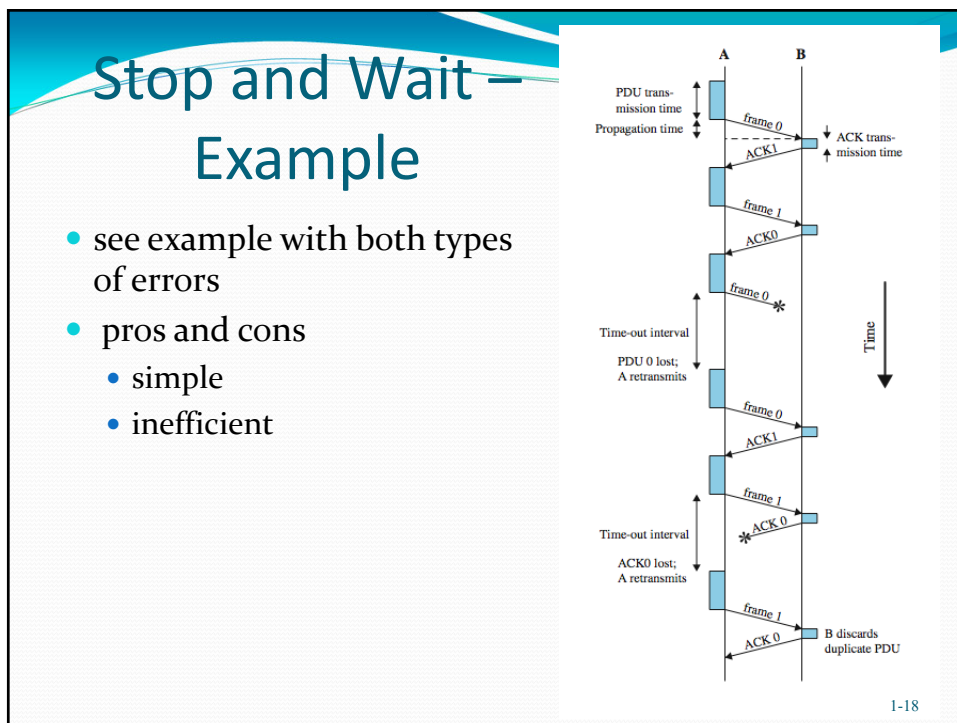 Stop and Wait –
Example
see example with both types
of errors
pros and cons
simple
inefficient
A
B
PDU trans-
mission time
Propagation time
frame 0
ACK trans-
mission time
ACK1
frame 1
ACK0
frame 0
Time-out interval
PDU 0 lost;
A retransmits
Time
frame 0
ACK1
frame 1
ACK 0
Time-out interval
ACK0 lost;
A retransmits
frame 1
ACK 0
B discards
duplicate PDU
1-18